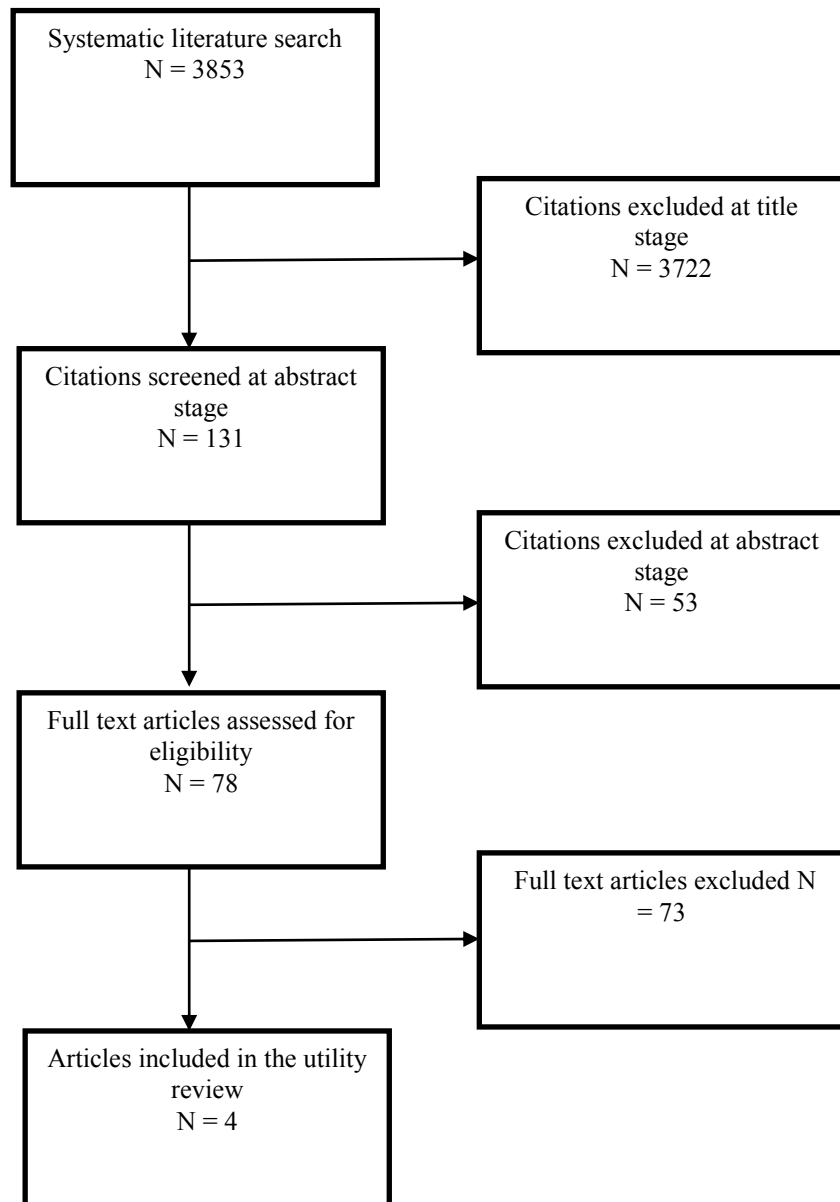 Systematic literature search
N = 3853
Citations excluded at title
stage
N = 3722
Citations screened at abstract
stage
N = 131
Citations excluded at abstract
stage
N = 53
Full text articles assessed for
eligibility
N = 78
Full text articles excluded N
= 73
Articles included in the utility
review
N = 4